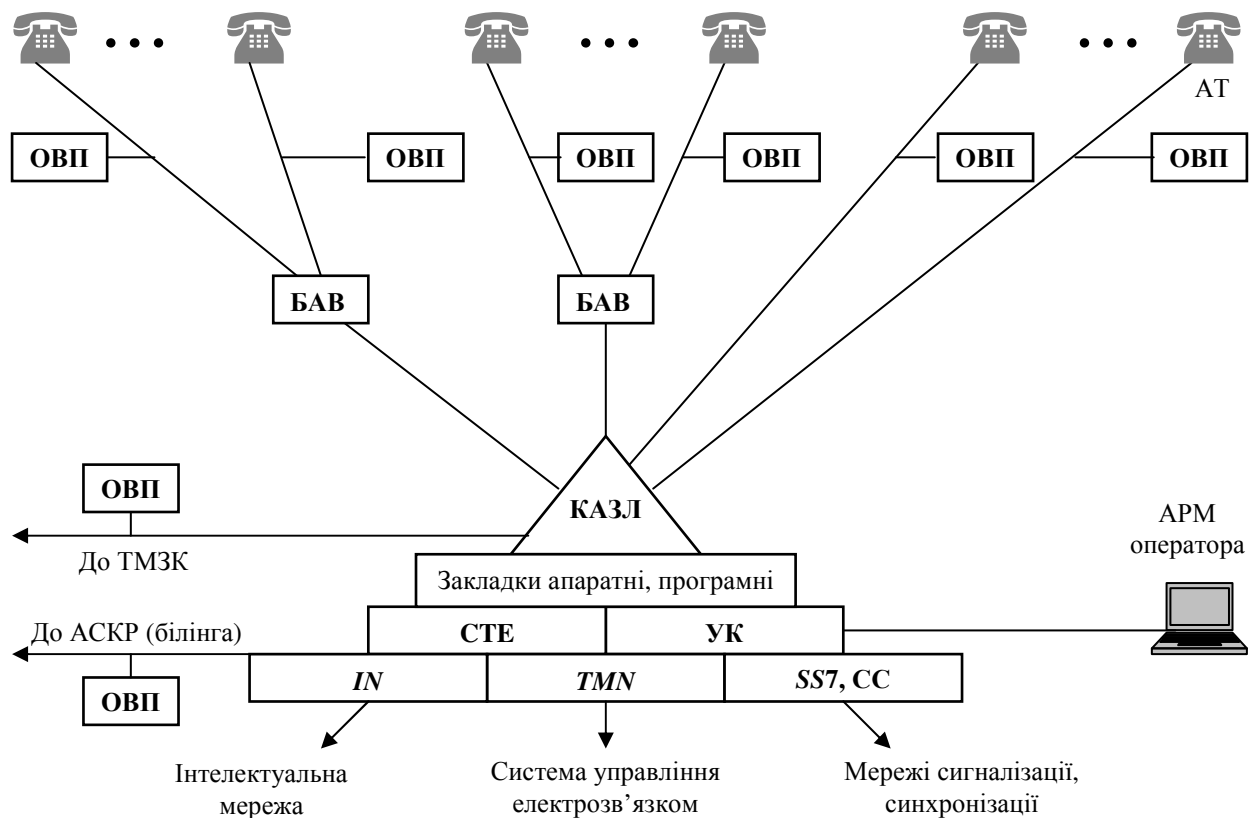 • • •
• • •
• • •
АТ
ОВП
ОВП
ОВП
ОВП
ОВП
ОВП
БАВ
БАВ
ОВП
КАЗЛ
АРМ
оператора
До ТМЗК
Закладки апаратні, програмні
До АСКР (білінга)
СТЕ
УК
ОВП
IN
TMN
SS7, СС
Інтелектуальна
мережа
Система управління
електрозв’язком
Мережі сигналізації,
синхронізації